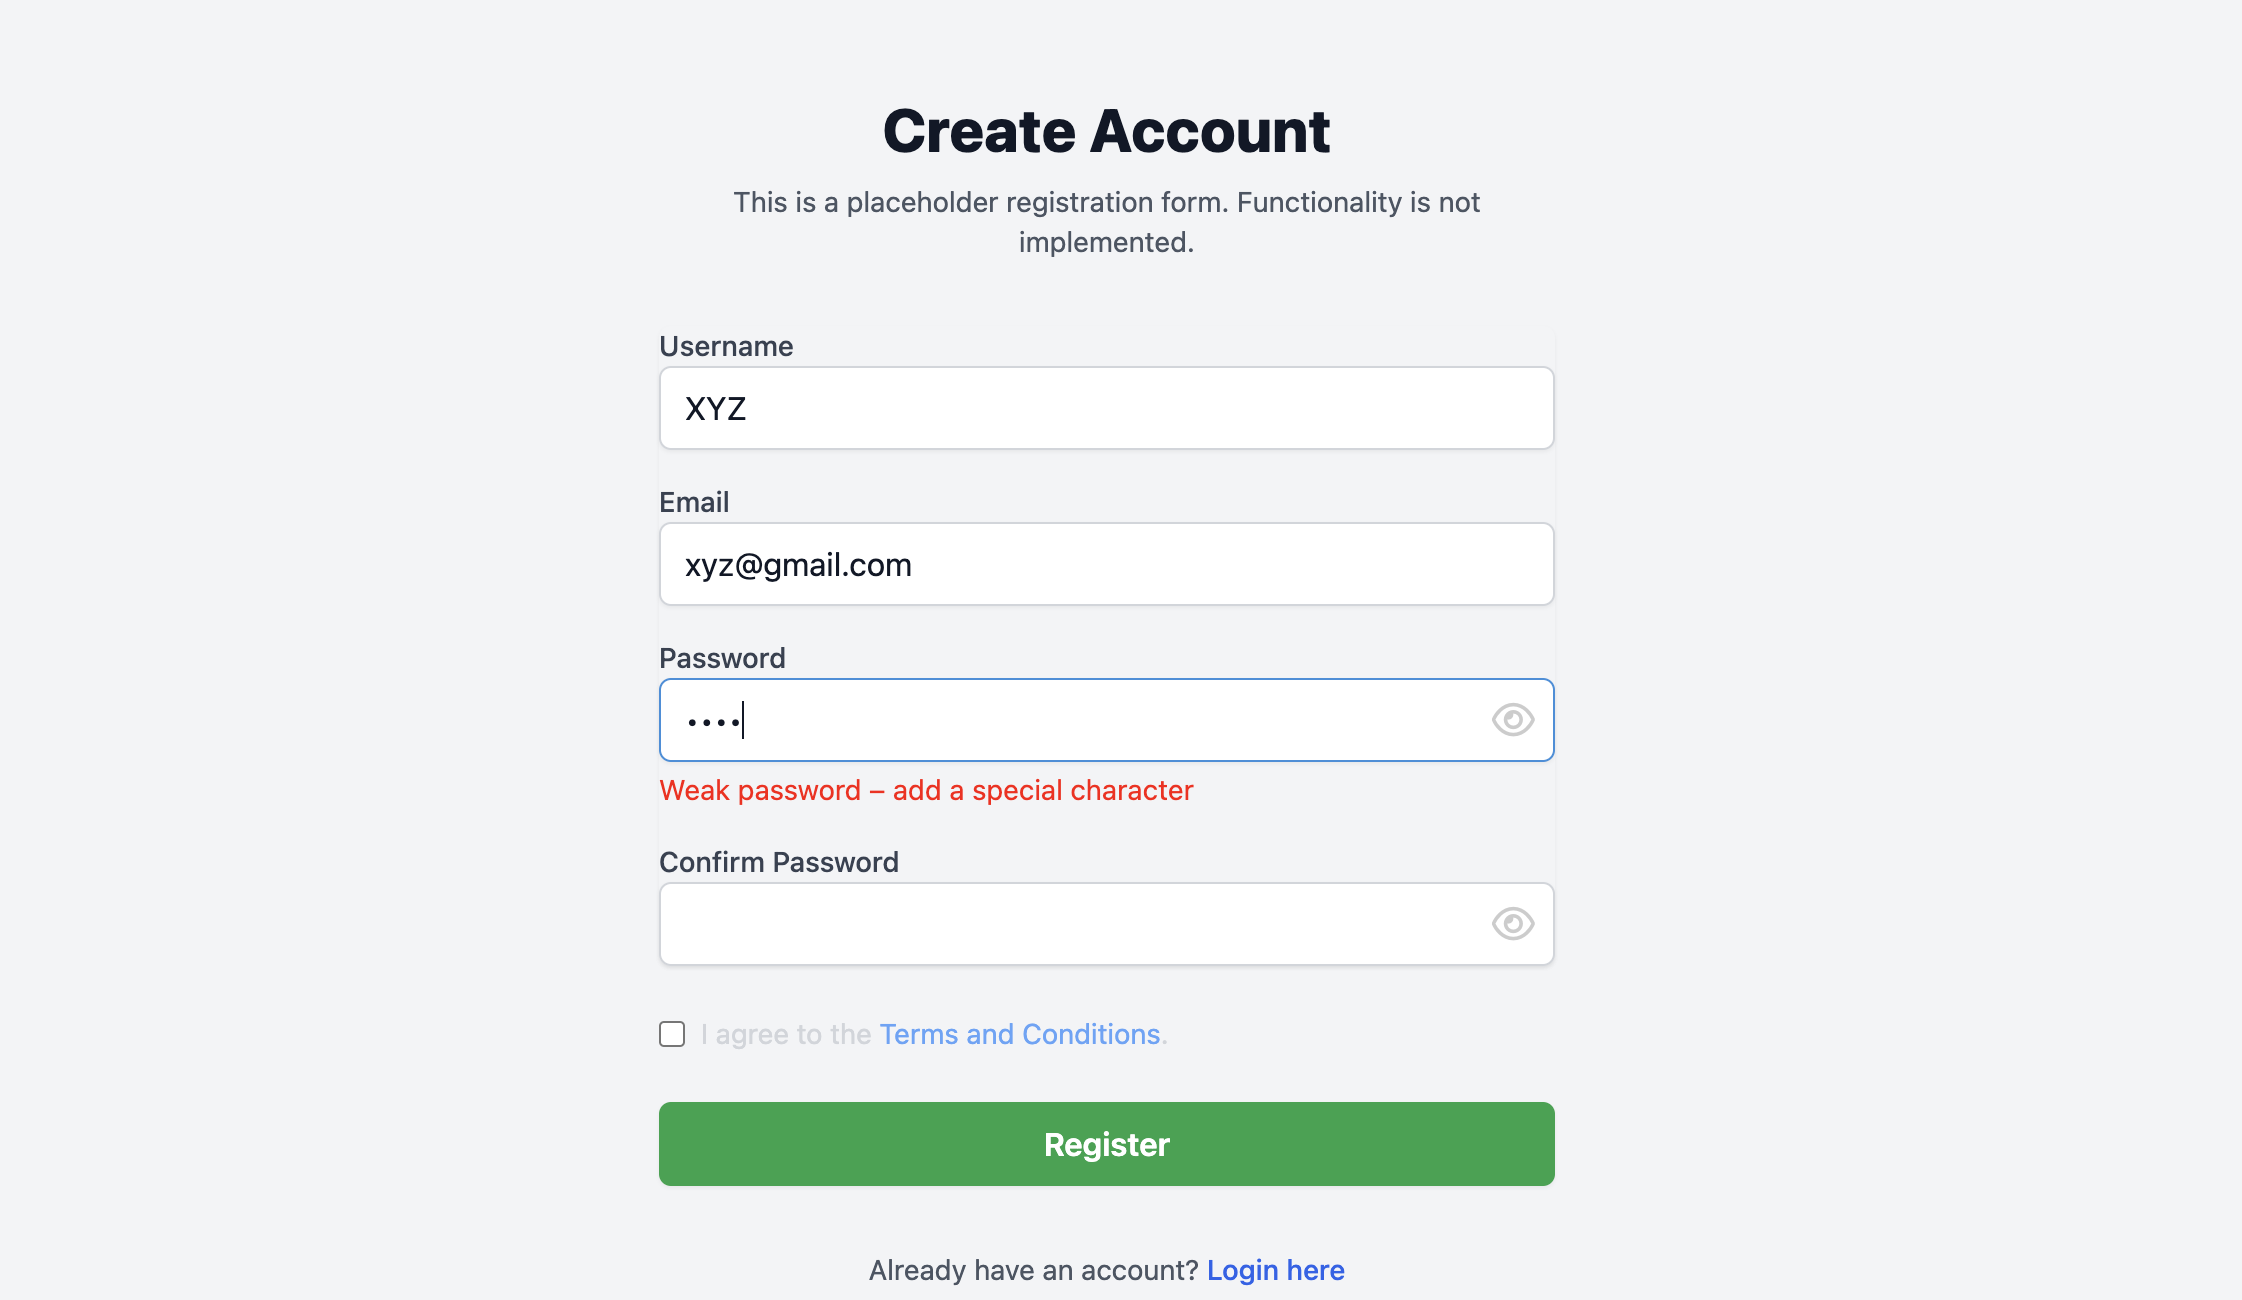 Create Account
This is a placeholder registration form. Functionality is not
implemented.
Username
XYZ
Email
xyz@gmail.com
Password
••••
Weak password – add a special character
Confirm Password
I agree to the Terms and Conditions.
Register
Already have an account? Login here